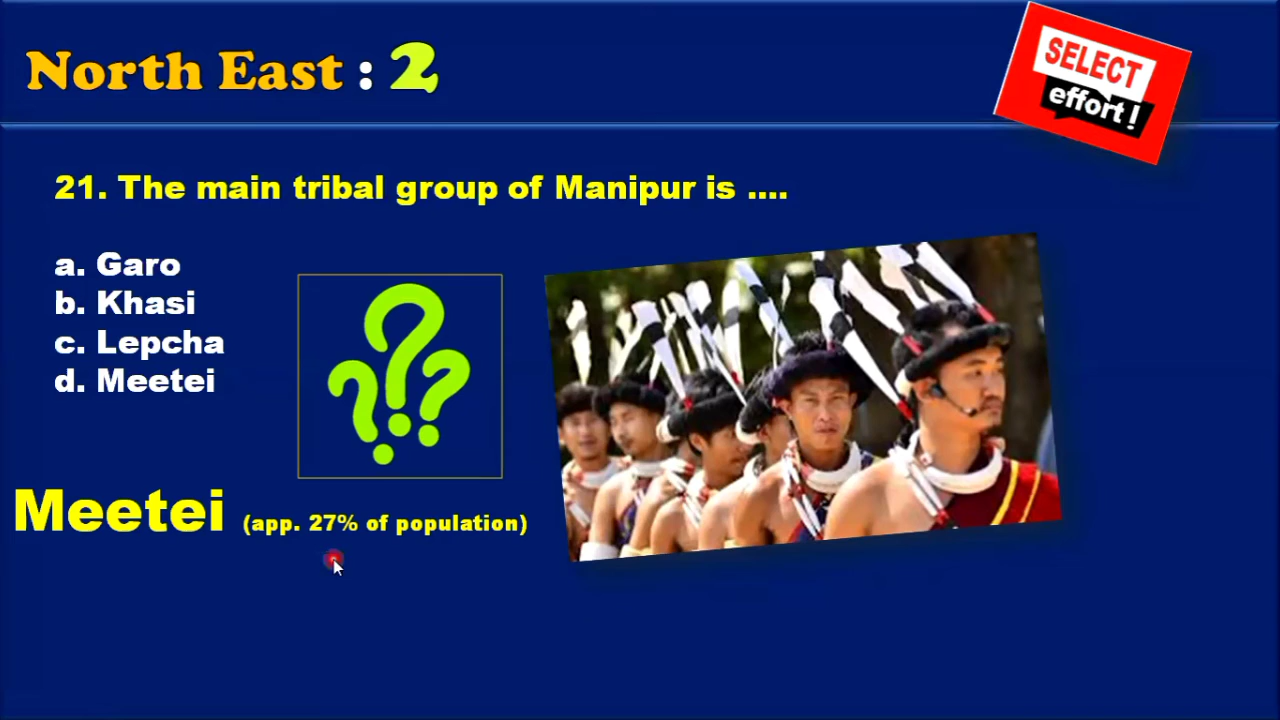 North East : 2
SELECT
effort !
21. The main tribal group of Manipur is ....
a. Garo
b. Khasi
c. Lepcha
d. Meetei
Meetei (app. 27% of population)